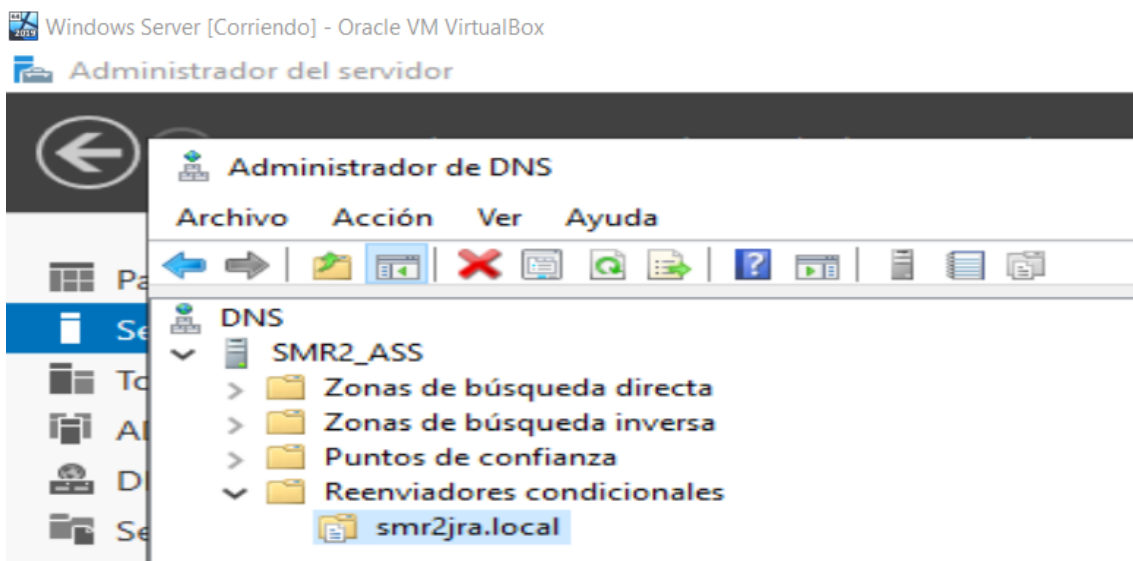 Windows Server [Corriendo] - Oracle VM VirtualBox
Administrador del servidor
Administrador de DNS
Archivo Acción Ver Ayuda
DNS
SMR2_ASS
Zonas de búsqueda directa
Zonas de búsqueda inversa
Puntos de confianza
Reenviadores condicionales
smr2jra.local